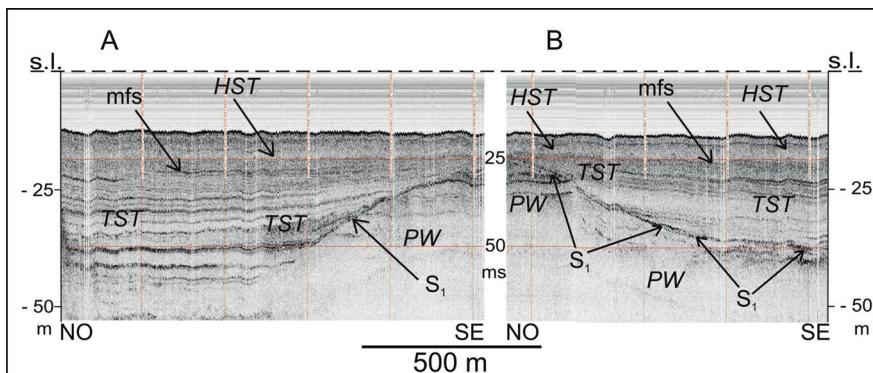 A B
s.l. s.l.
HST HST HST
mfs mfs
25
TST
- 25 - 25
PW
TST TST TST
PW
50
S1 ms S1
PW
S1
- 50 - 50
m m
NO SE NO SE
500 m